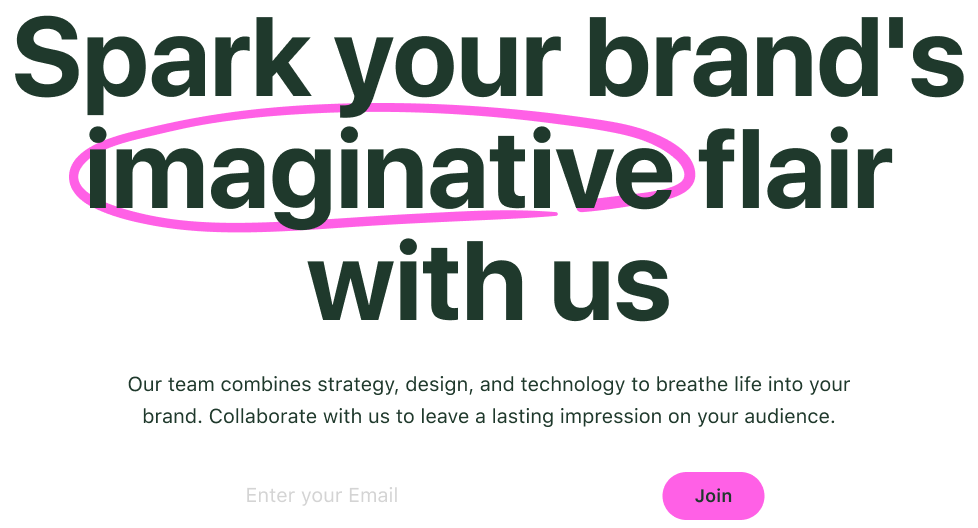 Spark your brand's
imaginative flair
with us
Our team combines strategy, design, and technology to breathe life into your
brand. Collaborate with us to leave a lasting impression on your audience.
Enter your Email
Join